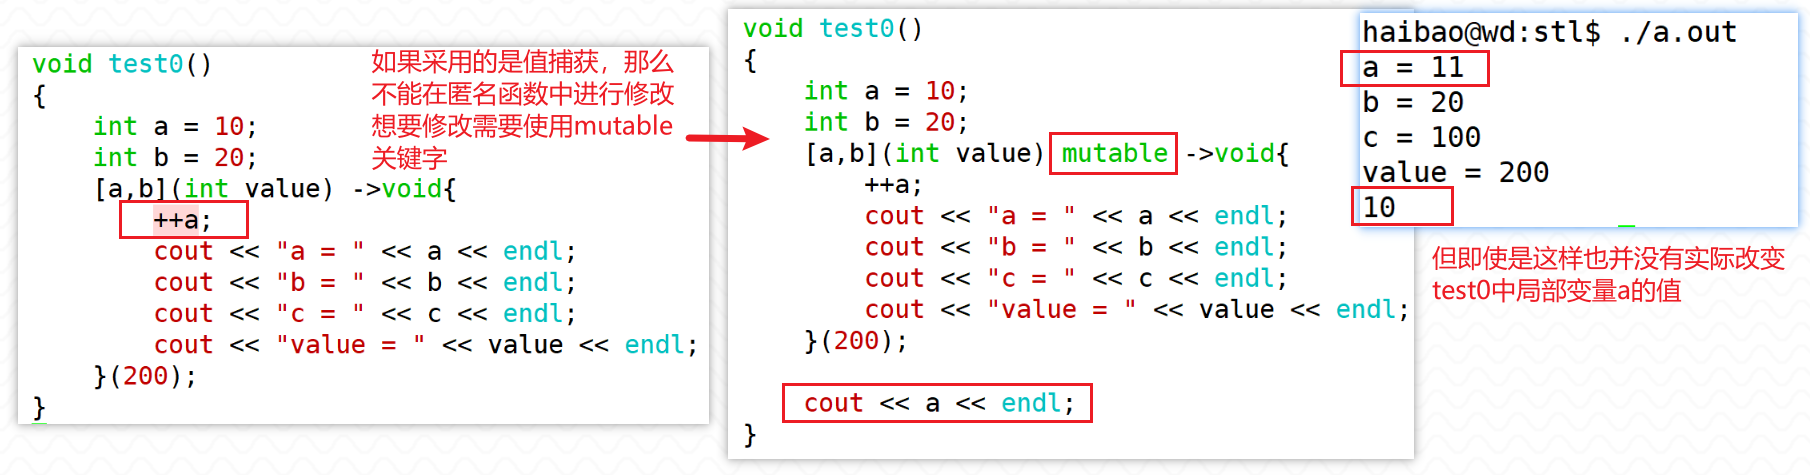 void test0()
{
int a = 10;
int b = 20;
[a,b](int value) ->void{
++a;
cout << "a = " << a << endl;
cout << "b = " << b << endl;
cout << "c = " << c << endl;
cout << "value = " << value << endl;
}(200);
}
如果采用的是值捕获，那么
不能在匿名函数中进行修改
想要修改需要使用mutable
关键字
void test0()
{
int a = 10;
int b = 20;
[a,b](int value) mutable ->void{
++a;
cout << "a = " << a << endl;
cout << "b = " << b << endl;
cout << "c = " << c << endl;
cout << "value = " << value << endl;
}(200);
cout << a << endl;
}
haibao@wd:stl$ ./a.out
a = 11
b = 20
c = 100
value = 200
10
但即使是这样也并没有实际改变
test0中局部变量a的值